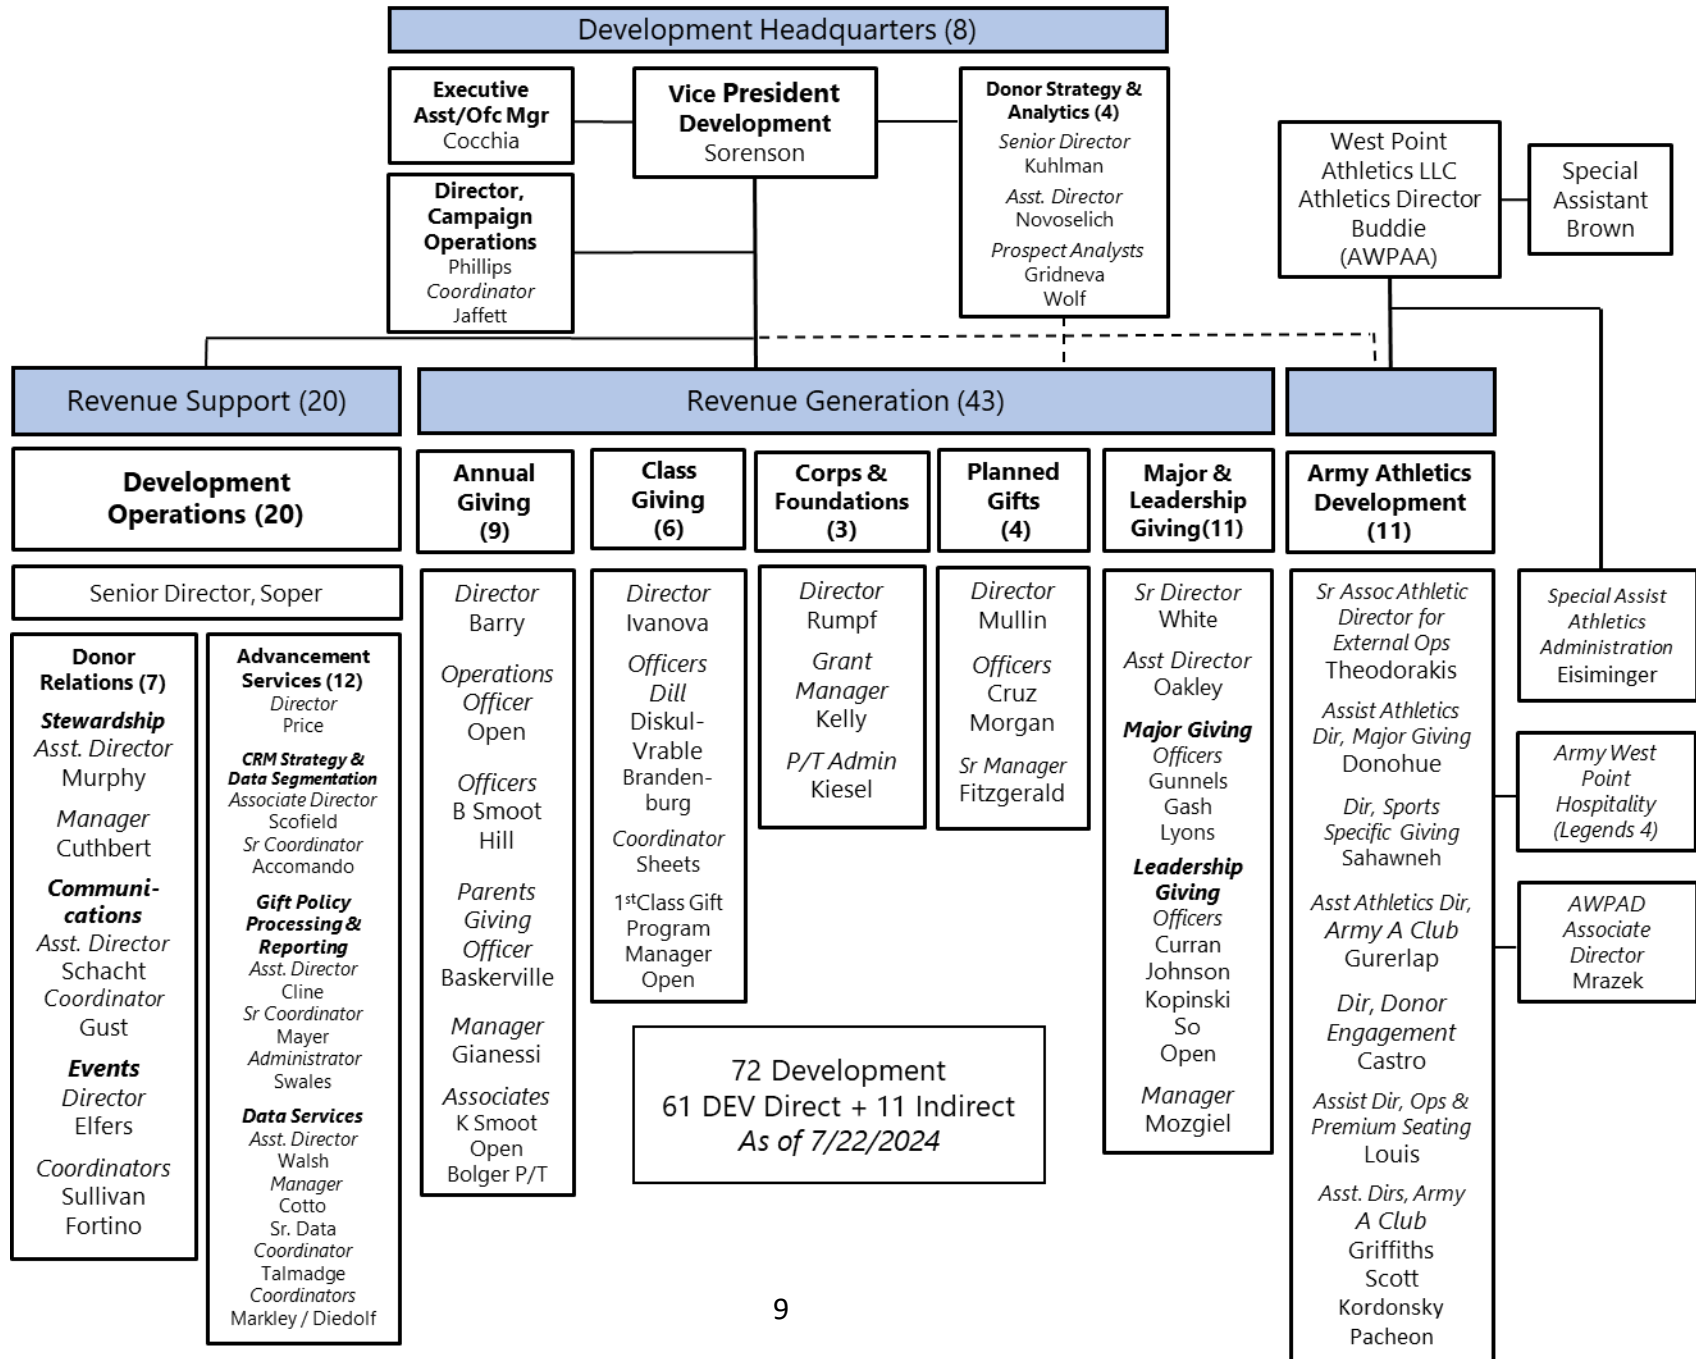 Development Headquarters (8)
Executive
Asst/Ofc Mgr
Cocchia
Vice President
Development
Sorenson
Donor Strategy &
Analytics (4)
Senior Director
Kuhlman
Asst. Director
Novoselich
Prospect Analysts
Gridneva
Wolf
Director,
Campaign
Operations
Phillips
Coordinator
Jaffett
West Point
Athletics LLC
Athletics Director
Buddie
(AWPAA)
Special
Assistant
Brown
Revenue Support (20)
Revenue Generation (43)
Development
Operations (20)
Senior Director, Soper
Donor
Relations (7)
Stewardship
Asst. Director
Murphy
Manager
Cuthbert
Communi-
cations
Asst. Director
Schacht
Coordinator
Gust
Events
Director
Elfers
Coordinators
Sullivan
Fortino
Advancement
Services (12)
Director
Price
CRM Strategy &
Data Segmentation
Associate Director
Scofield
Sr Coordinator
Accomando
Gift Policy
Processing &
Reporting
Asst. Director
Cline
Sr Coordinator
Mayer
Administrator
Swales
Data Services
Asst. Director
Walsh
Manager
Cotto
Sr. Data
Coordinator
Talmadge
Coordinators
Markley / Diedolf
Annual
Giving
(9)
Director
Barry
Operations
Officer
Open
Officers
B Smoot
Hill
Parents
Giving
Officer
Baskerville
Manager
Gianessi
Associates
K Smoot
Open
Bolger P/T
Class
Giving
(6)
Director
Ivanova
Officers
Dill
Diskul-
Vrable
Branden-
burg
Coordinator
Sheets
1stClass Gift
Program
Manager
Open
Corps &
Foundations
(3)
Director
Rumpf
Grant
Manager
Kelly
P/T Admin
Kiesel
Planned
Gifts
(4)
Director
Mullin
Officers
Cruz
Morgan
Sr Manager
Fitzgerald
Major &
Leadership
Giving(11)
Sr Director
White
Asst Director
Oakley
Major Giving
Officers
Gunnels
Gash
Lyons
Leadership
Giving
Officers
Curran
Johnson
Kopinski
So
Open
Manager
Mozgiel
Army Athletics
Development
(11)
Sr Assoc Athletic
Director for
External Ops
Theodorakis
Assist Athletics
Dir, Major Giving
Donohue
Dir, Sports
Specific Giving
Sahawneh
Asst Athletics Dir,
Army A Club
Gurerlap
Dir, Donor
Engagement
Castro
Assist Dir, Ops &
Premium Seating
Louis
Asst. Dirs, Army
A Club
Griffiths
Scott
Kordonsky
Pacheon
Special Assist
Athletics
Administration
Eisiminger
Army West
Point
Hospitality
(Legends 4)
AWPAD
Associate
Director
Mrazek
72 Development
61 DEV Direct + 11 Indirect
As of 7/22/2024
9